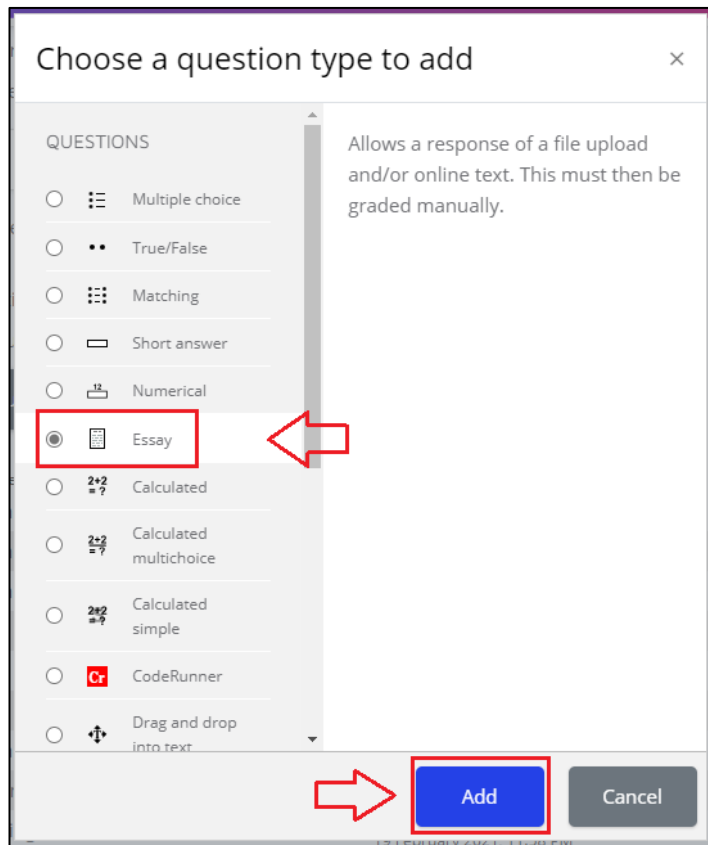 Choose a question type to add
×
QUESTIONS
Multiple choice
True/False
Matching
Short answer
12
Numerical
Essay
2+2
= ?
Calculated
2+2
= ?
Calculated
multichoice
2+2
= ?
Calculated
simple
Cr
CodeRunner
Drag and drop
into text
Allows a response of a file upload
and/or online text. This must then be
graded manually.
Add
Cancel